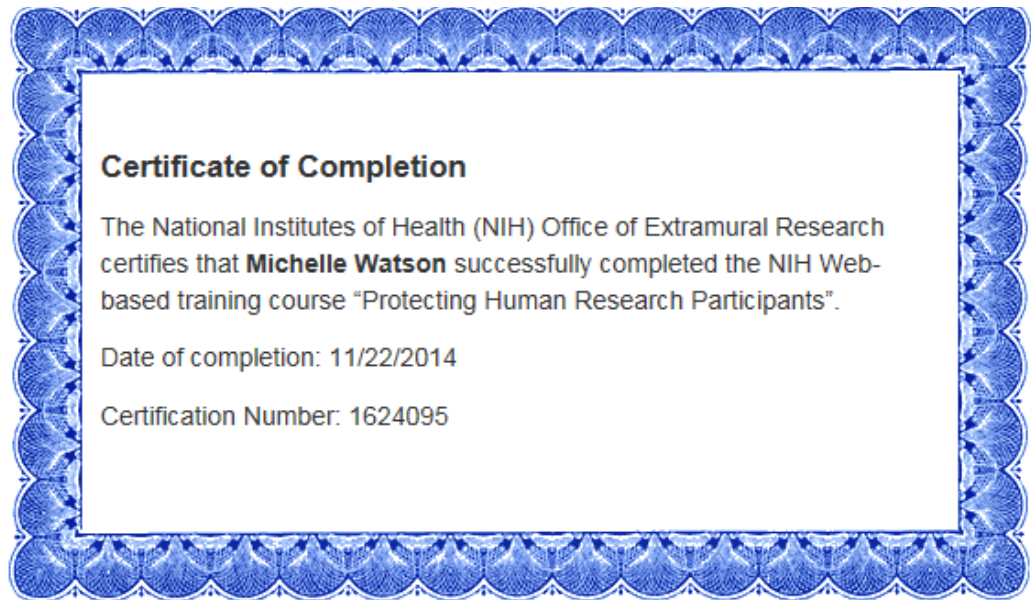 Certificate of Completion
The National Institutes of Health (NIH) Office of Extramural Research
certifies that Michelle Watson successfully completed the NIH Web-
based training course “Protecting Human Research Participants”.
Date of completion: 11/22/2014
Certification Number: 1624095